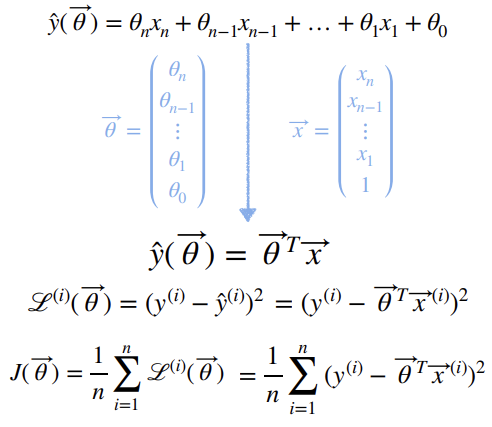 ŷ(θ⃗) = θₙxₙ + θₙ₋₁xₙ₋₁ + … + θ₁x₁ + θ₀
θ⃗ = (θₙ θₙ₋₁ ⋮ θ₁ θ₀) x⃗ = (xₙ xₙ₋₁ ⋮ x₁ 1)
ŷ(θ⃗) = θ⃗ᵀx⃗
ℒ⁽ⁱ⁾(θ⃗) = (y⁽ⁱ⁾ − ŷ⁽ⁱ⁾)² = (y⁽ⁱ⁾ − θ⃗ᵀx⃗⁽ⁱ⁾)²
J(θ⃗) = 1/n ∑ᵢ₌₁ⁿ ℒ⁽ⁱ⁾(θ⃗) = 1/n ∑ᵢ₌₁ⁿ (y⁽ⁱ⁾ − θ⃗ᵀx⃗⁽ⁱ⁾)²